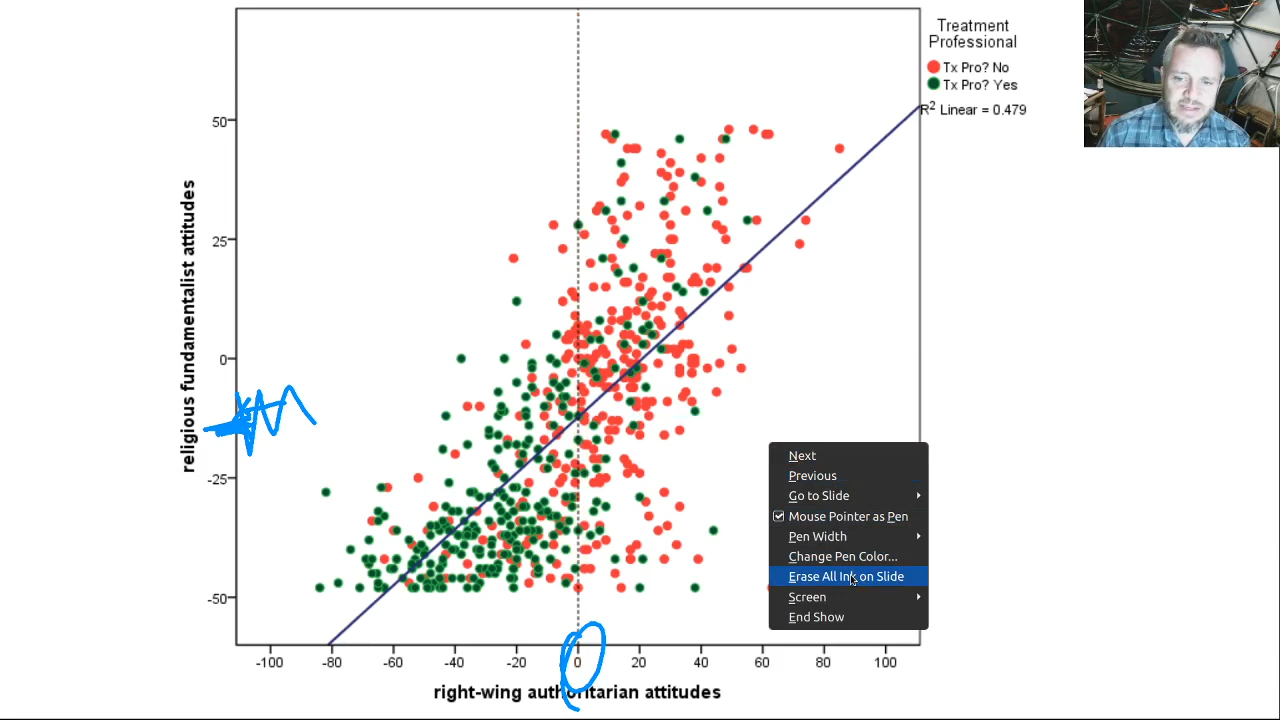 Treatment
Professional
Tx Pro? No
Tx Pro? Yes
R² Linear = 0.479
50
25
0
-25
-50
religious fundamentalist attitudes
-100
-80
-60
-40
-20
0
20
40
60
80
100
right-wing authoritarian attitudes
Next
Previous
Go to Slide
Mouse Pointer as Pen
Pen Width
Change Pen Color...
Erase All Ink on Slide
Screen
End Show